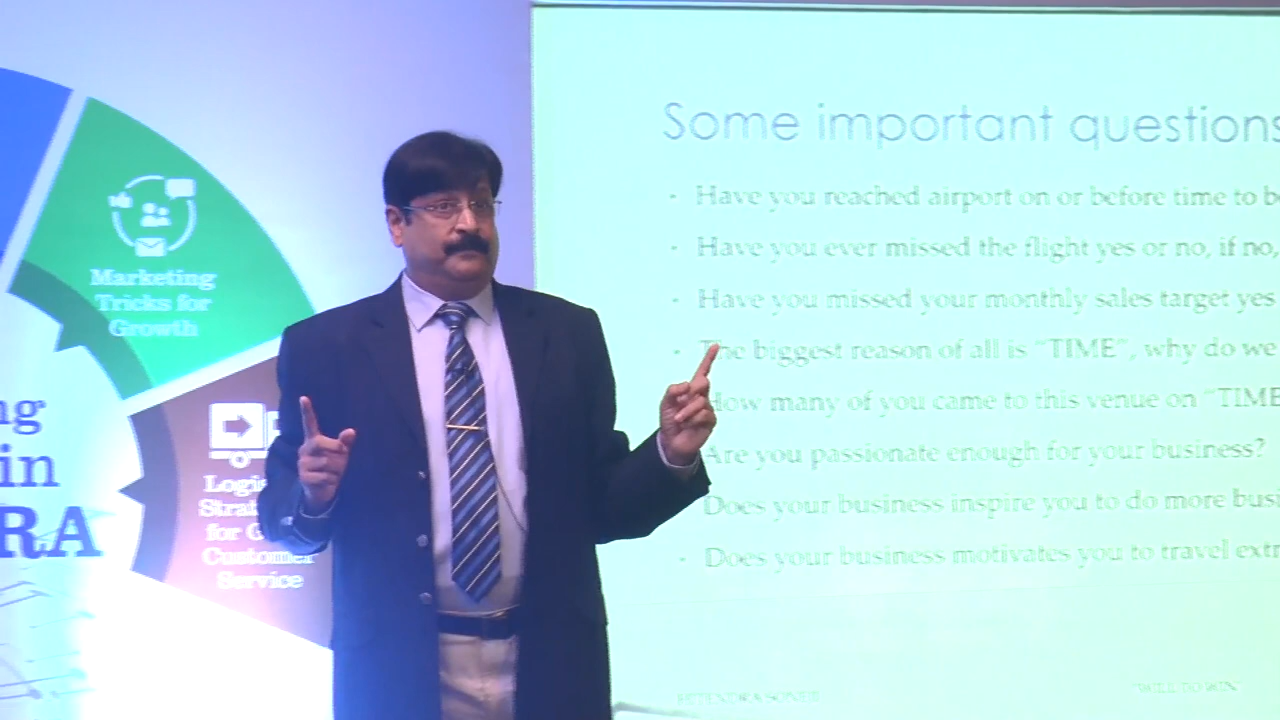 Marketing
Tricks for
Growth
ng
in
RA
Customer
Service
Some important questions
Have you reached airport on or before time to b
Have you ever missed the flight yes or no, if no,
Have you missed your monthly sales target yes
The biggest reason of all is "TIME", why do we
How many of you came to this venue on "TIME
Are you passionate enough for your business?
Does your business inspire you to do more busi
Does your business motivates you to travel extr
"WILL TO WIN"